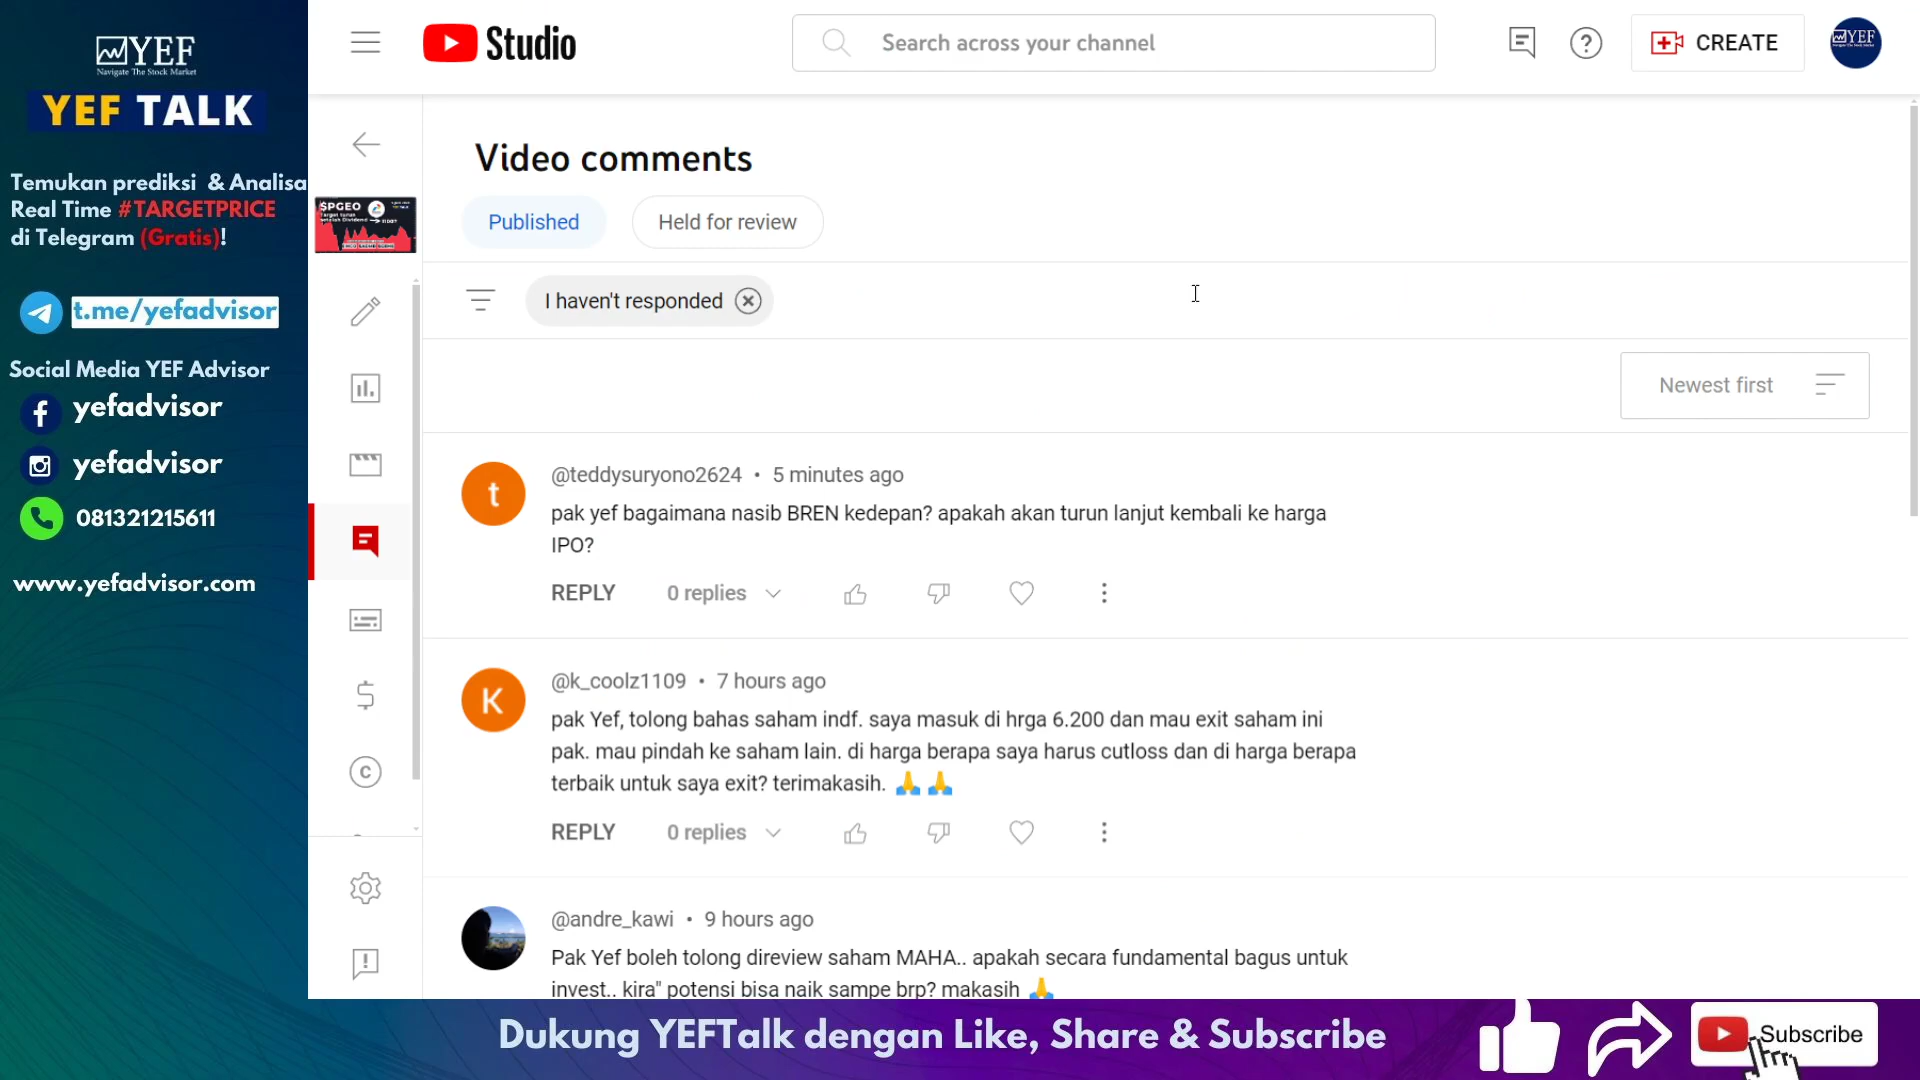 YEF
Navigate The Stock Market
YEF TALK
Temukan prediksi & Analisa
Real Time #TARGETPRICE
di Telegram (Gratis)!
t.me/yefadvisor
Social Media YEF Advisor
yefadvisor
yefadvisor
081321215611
www.yefadvisor.com
Studio
Search across your channel
CREATE
YEF
$PGEO
Video comments
Published
Held for review
I haven't responded
Newest first
t
@teddysuryono2624 • 5 minutes ago
pak yef bagaimana nasib BREN kedepan? apakah akan turun lanjut kembali ke harga
IPO?
REPLY 0 replies
K
@k_coolz1109 • 7 hours ago
pak Yef, tolong bahas saham indf. saya masuk di hrga 6.200 dan mau exit saham ini
pak. mau pindah ke saham lain. di harga berapa saya harus cutloss dan di harga berapa
terbaik untuk saya exit? terimakasih. 🙏 🙏
REPLY 0 replies
@andre_kawi • 9 hours ago
Pak Yef boleh tolong direview saham MAHA.. apakah secara fundamental bagus untuk
invest.. kira" potensi bisa naik sampe brp? makasih 🙏
Dukung YEFTalk dengan Like, Share & Subscribe
Subscribe